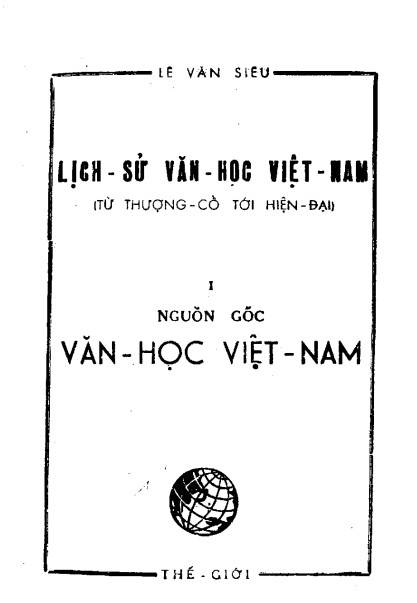 LÊ VĂN SIÊU
LỊCH - SỬ VĂN - HỌC VIỆT - NAM
(TỪ THƯỢNG - CỔ TỚI HIỆN - ĐẠI)
I
NGUỒN GỐC
VĂN - HỌC VIỆT - NAM
THẾ - GIỚI